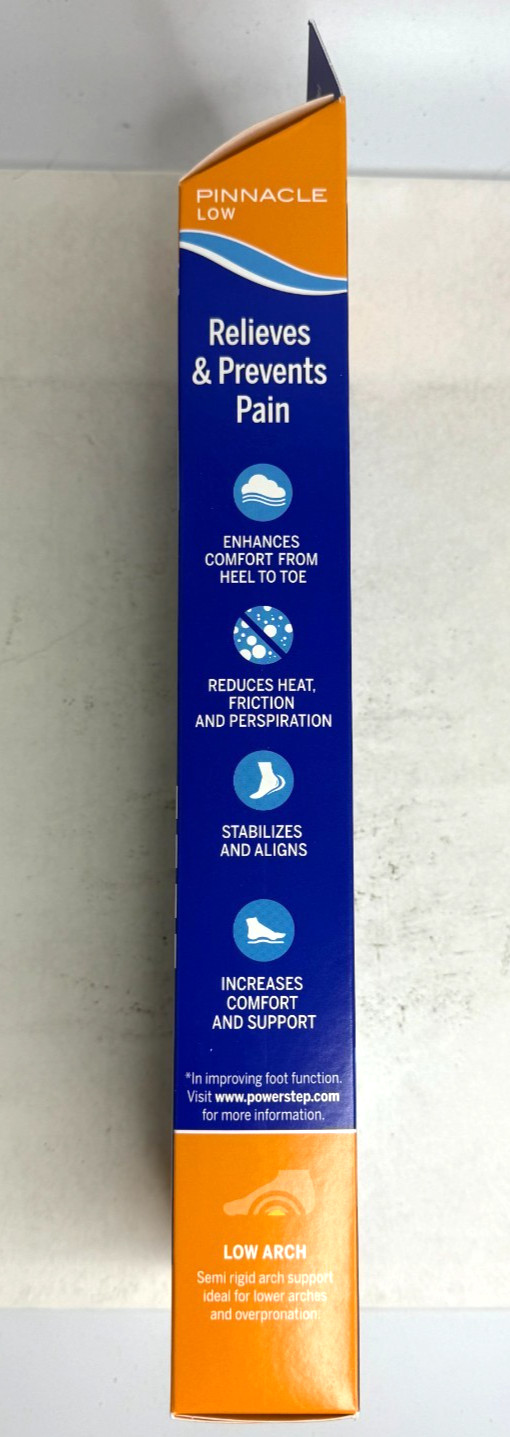 PINNACLE
LOW
Relieves
& Prevents
Pain
ENHANCES
COMFORT FROM
HEEL TO TOE
REDUCES HEAT,
FRICTION
AND PERSPIRATION
STABILIZES
AND ALIGNS
INCREASES
COMFORT
AND SUPPORT
*In improving foot function.
Visit www.powerstep.com
for more information.
LOW ARCH
Semi rigid arch support
ideal for lower arches
and overpronation.